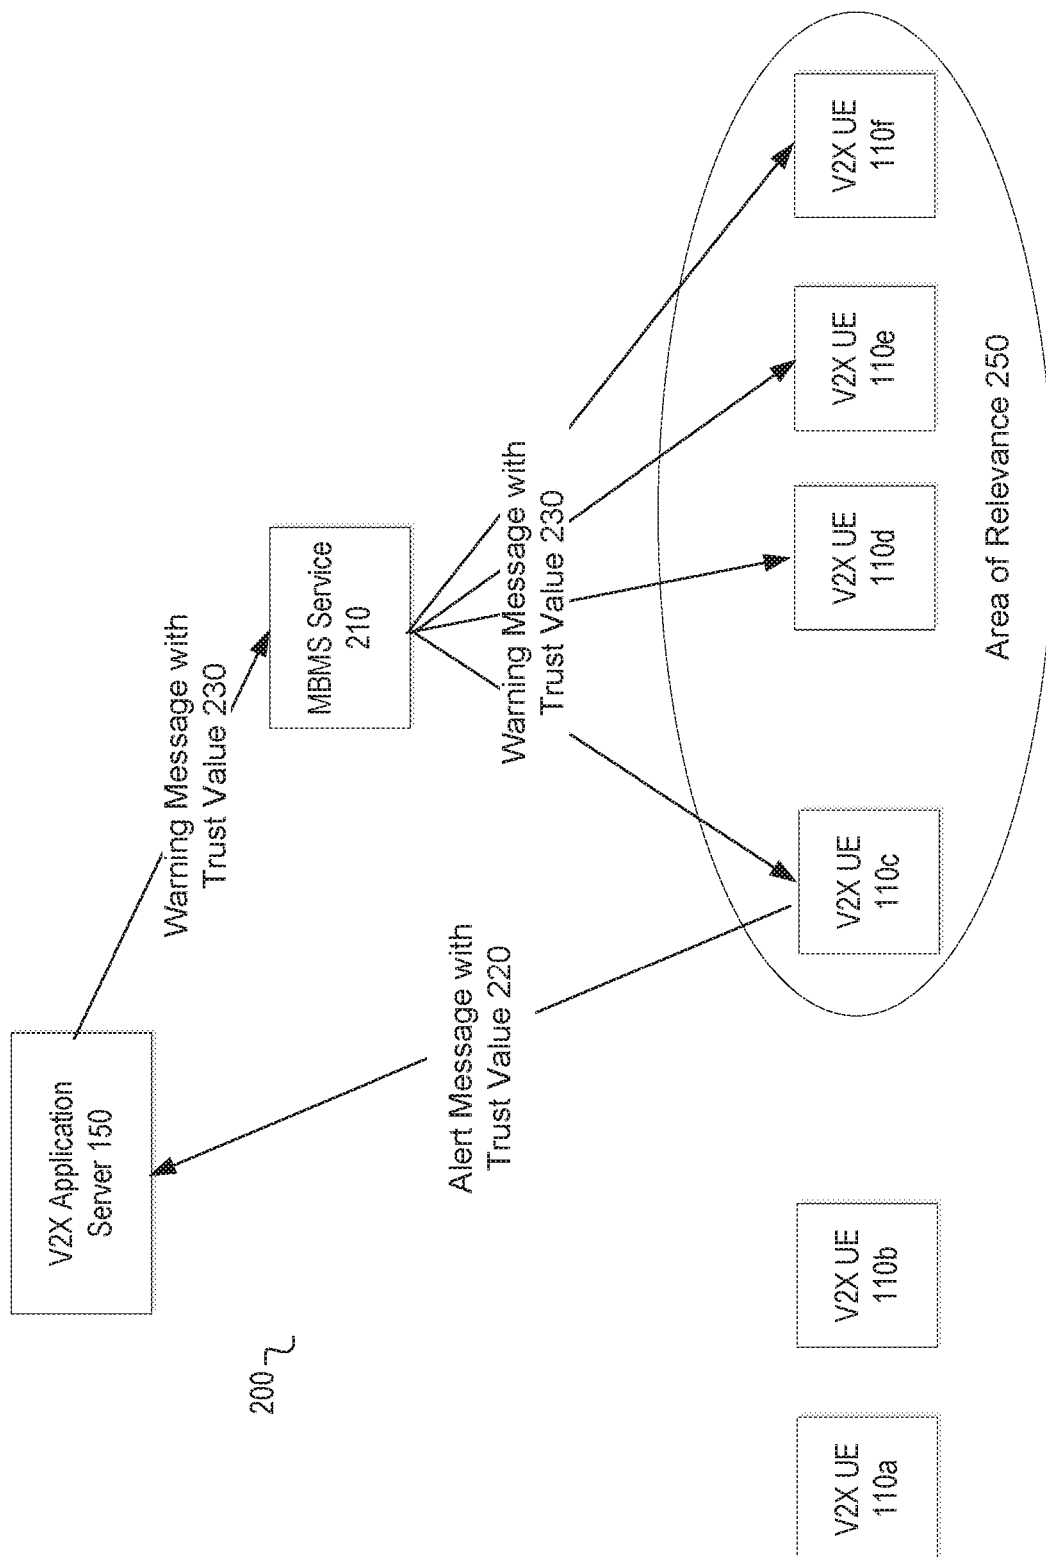 V2X Application
Server 150
Warning Message with
Trust Value 230
MBMS Service
210
200
Alert Message with
Trust Value 220
Warning Message with
Trust Value 230
V2X UE
110a
V2X UE
110b
V2X UE
110c
V2X UE
110d
V2X UE
110e
V2X UE
110f
Area of Relevance 250